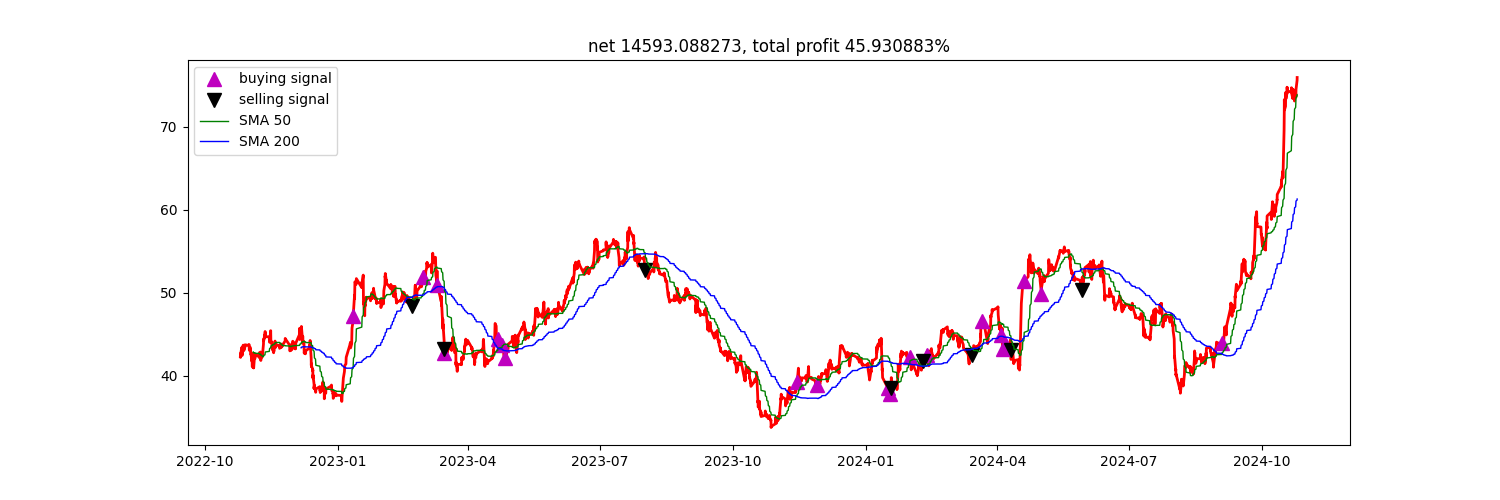 net 14593.088273, total profit 45.930883%
buying signal
selling signal
SMA 50
SMA 200
70
60
50
40
2022-10 2023-01 2023-04 2023-07 2023-10 2024-01 2024-04 2024-07 2024-10